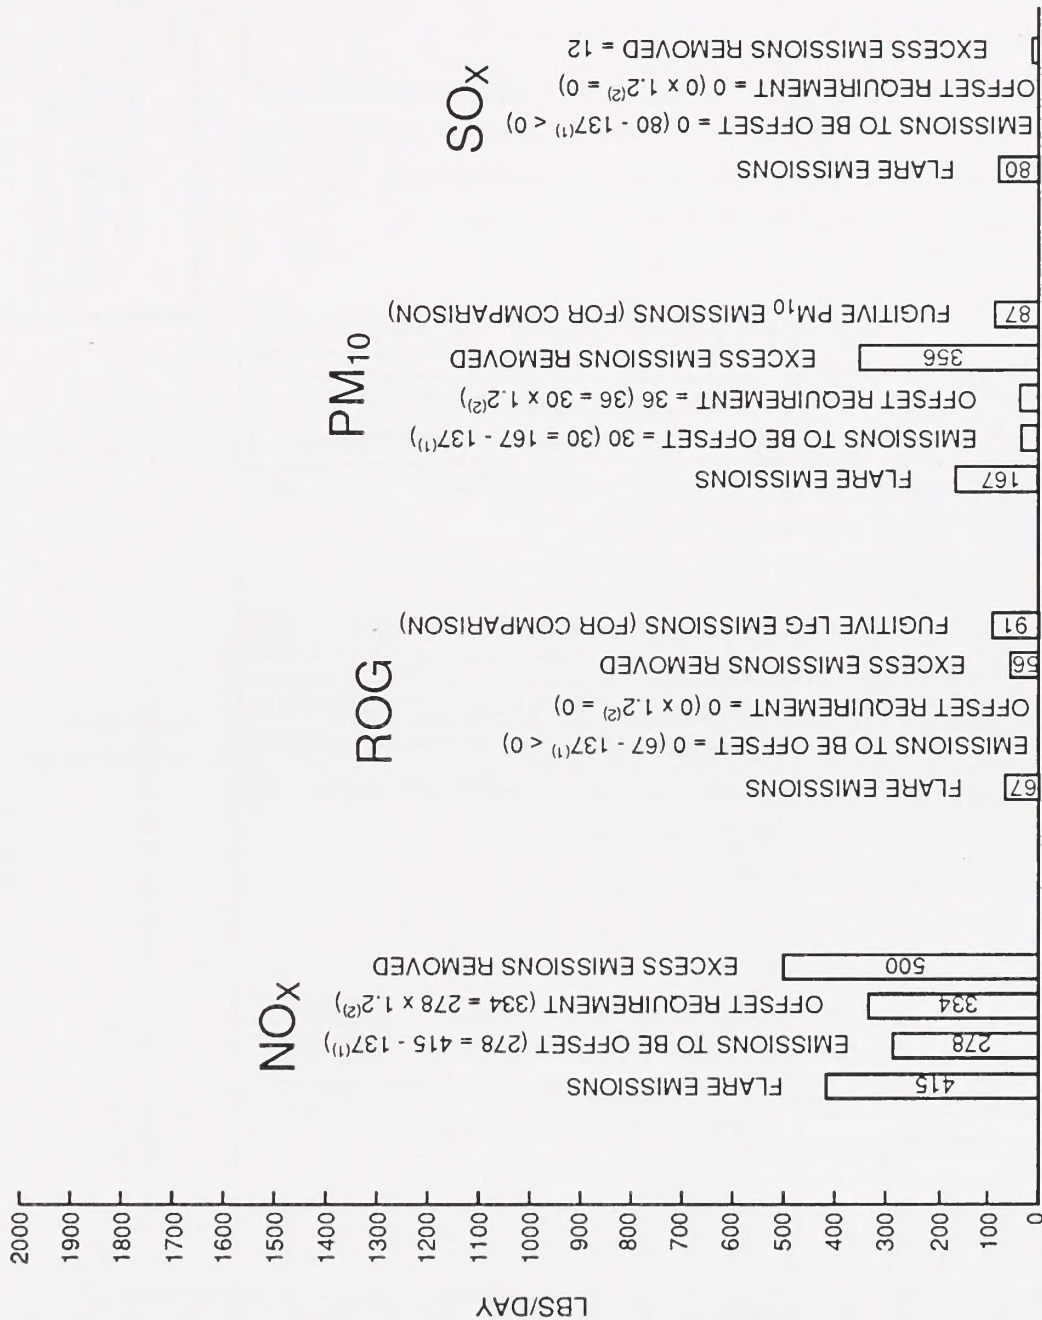 LBS/DAY
2000
1900
1800
1700
1600
1500
1400
1300
1200
1100
1000
900
800
700
600
500
400
300
200
100
0
NOX
415 FLARE EMISSIONS
278 EMISSIONS TO BE OFFSET (278 = 415 - 137(1))
334 OFFSET REQUIREMENT (334 = 278 x 1.2(2))
500 EXCESS EMISSIONS REMOVED
ROG
67 FLARE EMISSIONS
EMISSIONS TO BE OFFSET = 0 (67 - 137(1) < 0)
OFFSET REQUIREMENT = 0 (0 x 1.2(2) = 0)
56 EXCESS EMISSIONS REMOVED
91 FUGITIVE LFG EMISSIONS (FOR COMPARISON)
PM10
167 FLARE EMISSIONS
EMISSIONS TO BE OFFSET = 30 (30 = 167 - 137(1))
OFFSET REQUIREMENT = 36 (36 = 30 x 1.2(2))
356 EXCESS EMISSIONS REMOVED
87 FUGITIVE PM10 EMISSIONS (FOR COMPARISON)
SOX
80 FLARE EMISSIONS
EMISSIONS TO BE OFFSET = 0 (80 - 137(1) < 0)
OFFSET REQUIREMENT = 0 (0 x 1.2(2) = 0)
EXCESS EMISSIONS REMOVED = 12